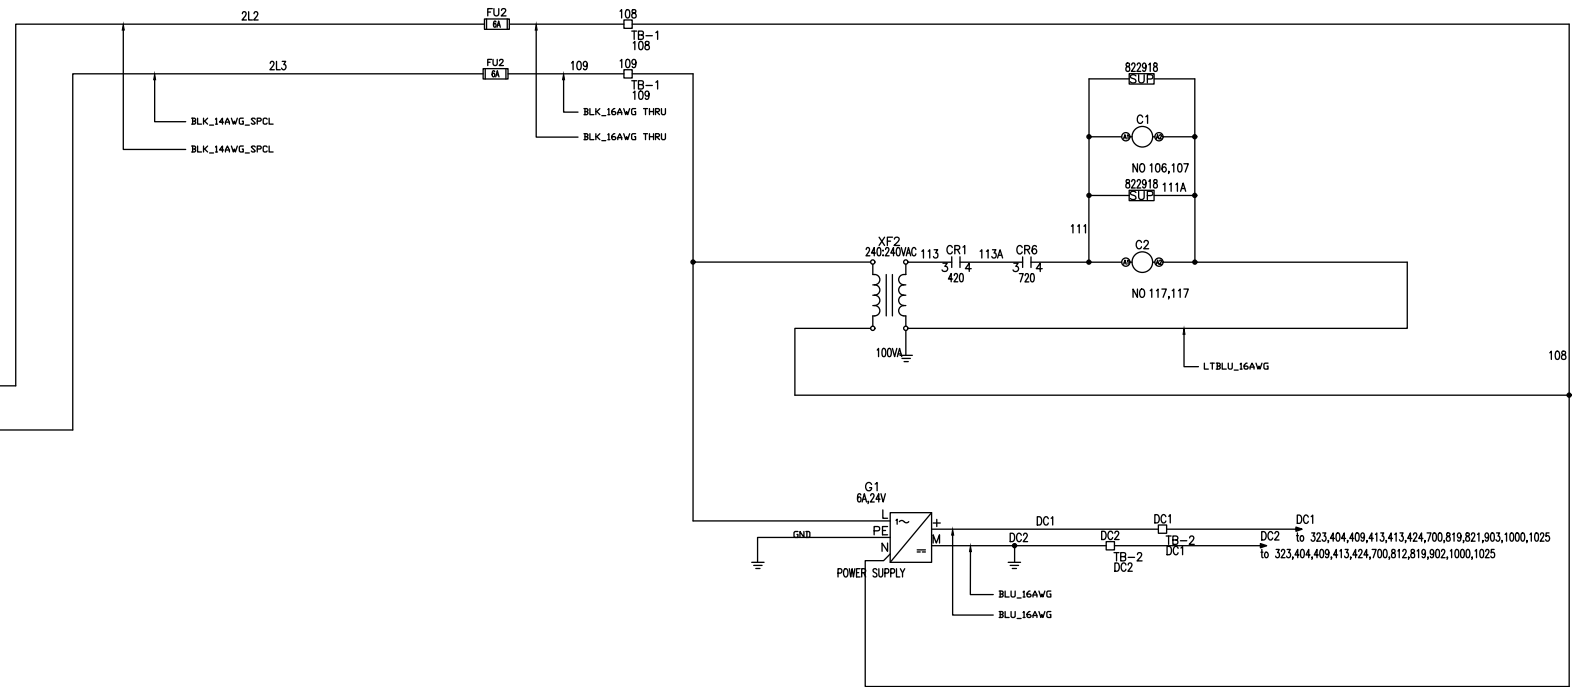 2L2
FU2
6A
108
TB-1
108
2L3
FU2
6A
109
109
TB-1
109
BLK_14AWG_SPCL
BLK_14AWG_SPCL
BLK_16AWG THRU
BLK_16AWG THRU
822918
SUP
C1
A1
A2
NO 106,107
822918
SUP
111A
111
XF2
240:240VAC
113
CR1
3 4
420
113A
CR6
3 4
720
C2
A1
A2
NO 117,117
100VA
LTBLU_16AWG
108
G1
6A,24V
L
PE
N
1~
+
M
GND
POWER SUPPLY
DC1
DC1
TB-2
DC1
DC1
to 323,404,409,413,413,424,700,819,821,903,1000,1025
DC2
DC2
TB-2
DC2
DC2
to 323,404,409,413,424,700,812,819,902,1000,1025
BLU_16AWG
BLU_16AWG